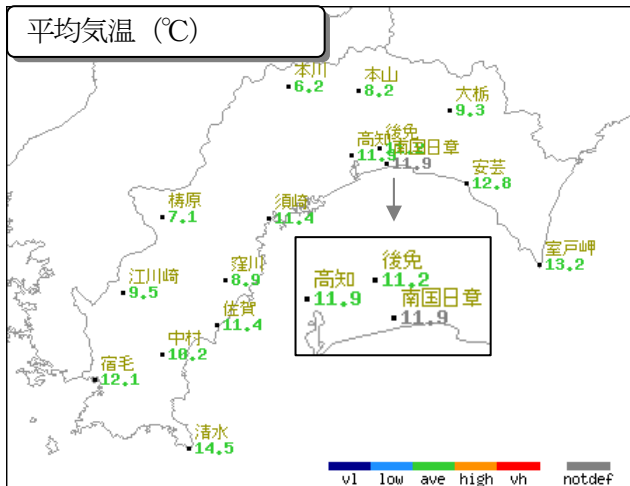 平均気温 (℃)
本川
6.2
本山
8.2
大栃
9.3
高知
11.9
後免
11.2
南国日章
11.9
安芸
12.8
梼原
7.1
須崎
11.4
室戸岬
13.2
江川崎
9.5
窪川
8.9
佐賀
11.4
中村
10.2
宿毛
12.1
清水
14.5
後免
11.2
高知
11.9
南国日章
11.9
vl low ave high vh notdef